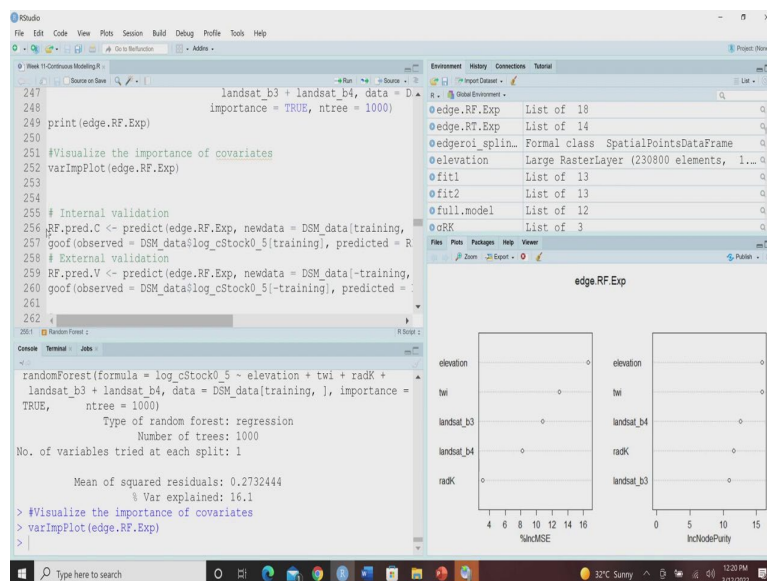 RStudio
File Edit Code View Plots Session Build Debug Profile Tools Help
Go to file/function
Addins
Project: (None
Week 11-Continuous Modeling.R
Source on Save
Run
Source
247 landsat_b3 + landsat_b4, data = D
248 importance = TRUE, ntree = 1000)
249 print(edge.RF.Exp)
250
251 #Visualize the importance of covariates
252 varImpPlot(edge.RF.Exp)
253
254
255 # Internal validation
256 RF.pred.C <- predict(edge.RF.Exp, newdata = DSM_data[training,
257 goof(observed = DSM_data$log_cStock0_5[training], predicted = R
258 # External validation
259 RF.pred.V <- predict(edge.RF.Exp, newdata = DSM_data[-training,
260 goof(observed = DSM_data$log_cStock0_5[-training], predicted =
261
262
250:1 Random Forest
R Script
Console Terminal Jobs
randomForest(formula = log_cStock0_5 ~ elevation + twi + radK +
landsat_b3 + landsat_b4, data = DSM_data[training, ], importance =
TRUE, ntree = 1000)
Type of random forest: regression
Number of trees: 1000
No. of variables tried at each split: 1
Mean of squared residuals: 0.2732444
% Var explained: 16.1
> #Visualize the importance of covariates
> varImpPlot(edge.RF.Exp)
>
Environment History Connections Tutorial
Import Dataset
List
R Global Environment
edge.RF.Exp List of 18
edge.RT.Exp List of 14
edgeroi_splin… Formal class SpatialPointsDataFrame
elevation Large RasterLayer (230800 elements, 1.…
fit1 List of 13
fit2 List of 13
full.model List of 12
gRK List of 3
Files Plots Packages Help Viewer
Zoom Export Publish
edge.RF.Exp
elevation
twi
landsat_b3
landsat_b4
radK
4 6 8 10 12 14 16
%IncMSE
elevation
twi
landsat_b4
radK
landsat_b3
0 5 10 15
IncNodePurity
Type here to search
32°C Sunny
12:20 PM
3/12/2022